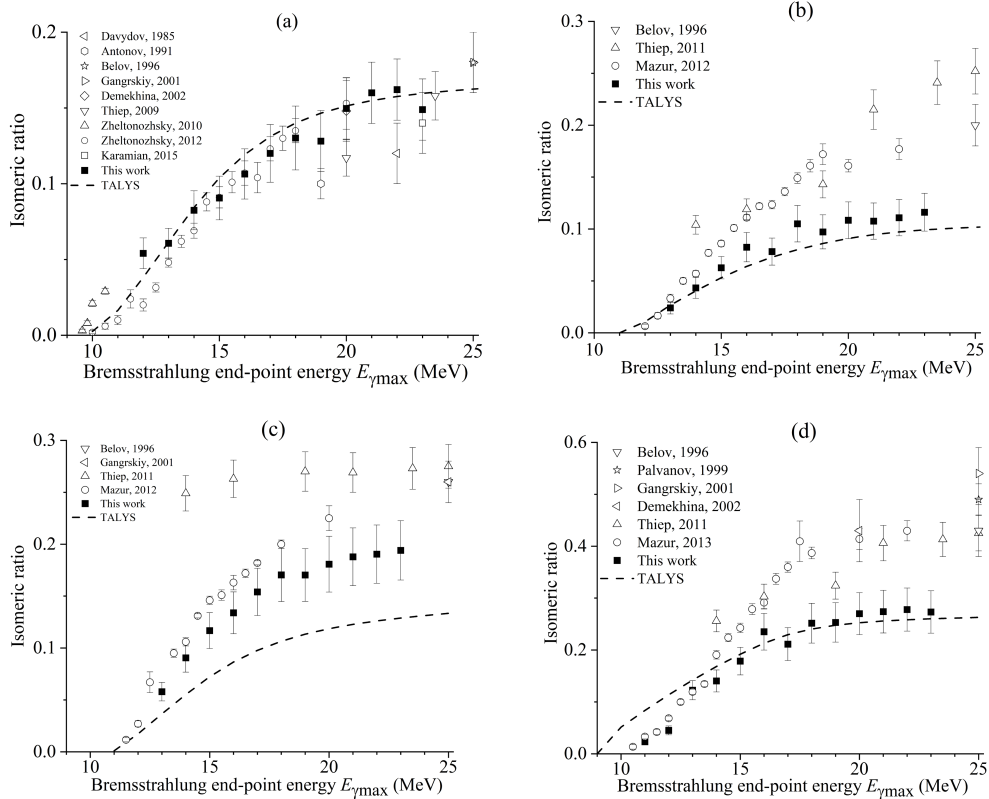 (a)
0.2
0.1
0.0
Isomeric ratio
Davydov, 1985
Antonov, 1991
Belov, 1996
Gangrskiy, 2001
Demekhina, 2002
Thiep, 2009
Zheltonozhsky, 2010
Zheltonozhsky, 2012
Karamian, 2015
This work
TALYS
10 15 20 25
Bremsstrahlung end-point energy Eγmax (MeV)
(b)
0.3
0.2
0.1
0.0
Isomeric ratio
Belov, 1996
Thiep, 2011
Mazur, 2012
This work
TALYS
10 15 20 25
Bremsstrahlung end-point energy Eγmax (MeV)
(c)
0.3
0.2
0.1
0.0
Isomeric ratio
Belov, 1996
Gangrskiy, 2001
Thiep, 2011
Mazur, 2012
This work
TALYS
10 15 20 25
Bremsstrahlung end-point energy Eγmax (MeV)
(d)
0.6
0.4
0.2
0.0
Isomeric ratio
Belov, 1996
Palvanov, 1999
Gangrskiy, 2001
Demekhina, 2002
Thiep, 2011
Mazur, 2013
This work
TALYS
10 15 20 25
Bremsstrahlung end-point energy Eγmax (MeV)